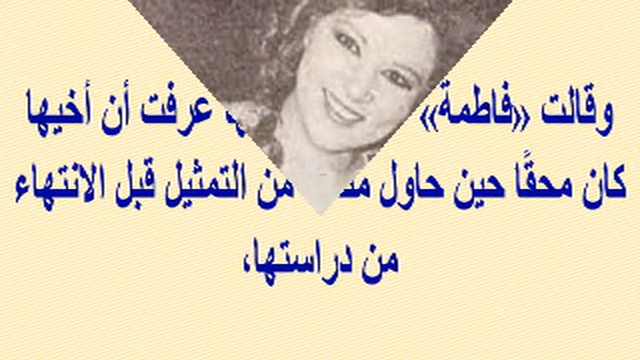 وقالت «فاطمة» عرفت أن أخيها
كان محقًا حين حاول من التمثيل قبل الانتهاء
من دراستها،